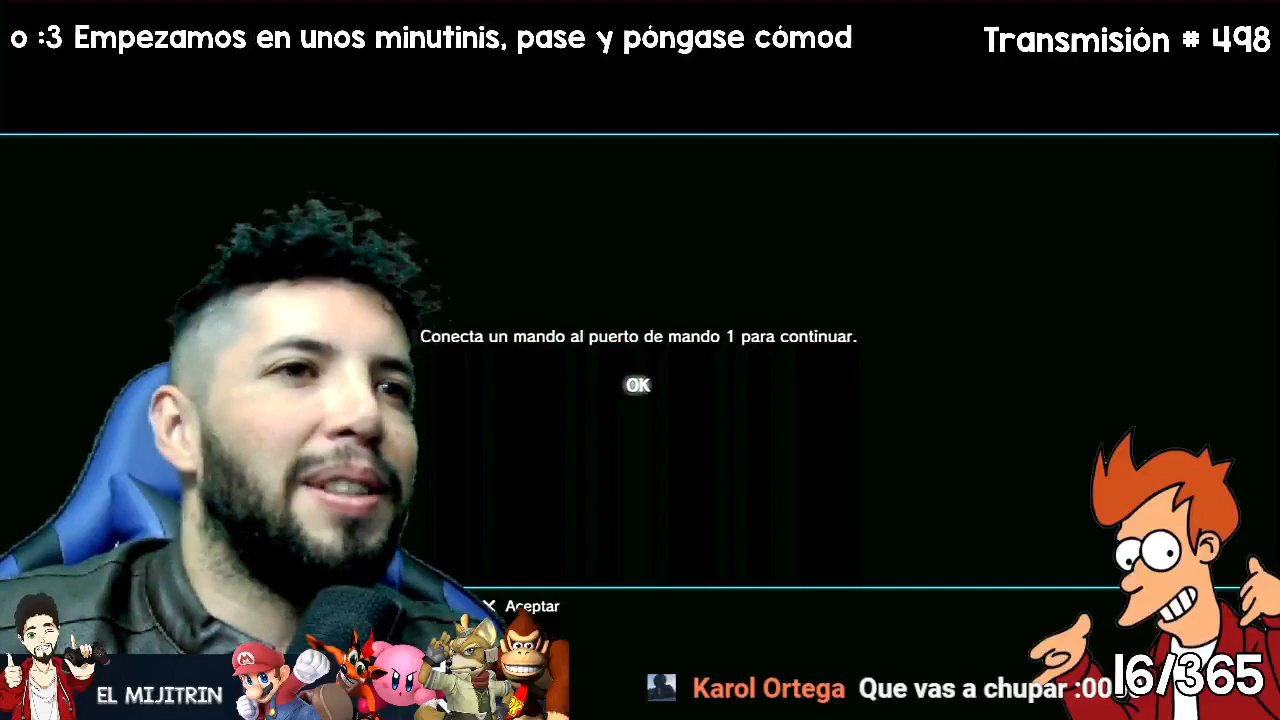 o :3 Empezamos en unos minutinis, pase y póngase cómod
Transmisión # 498
Conecta un mando al puerto de mando 1 para continuar.
OK
Aceptar
EL MIJITRIN
Karol Ortega Que vas a chupar :00
16/365